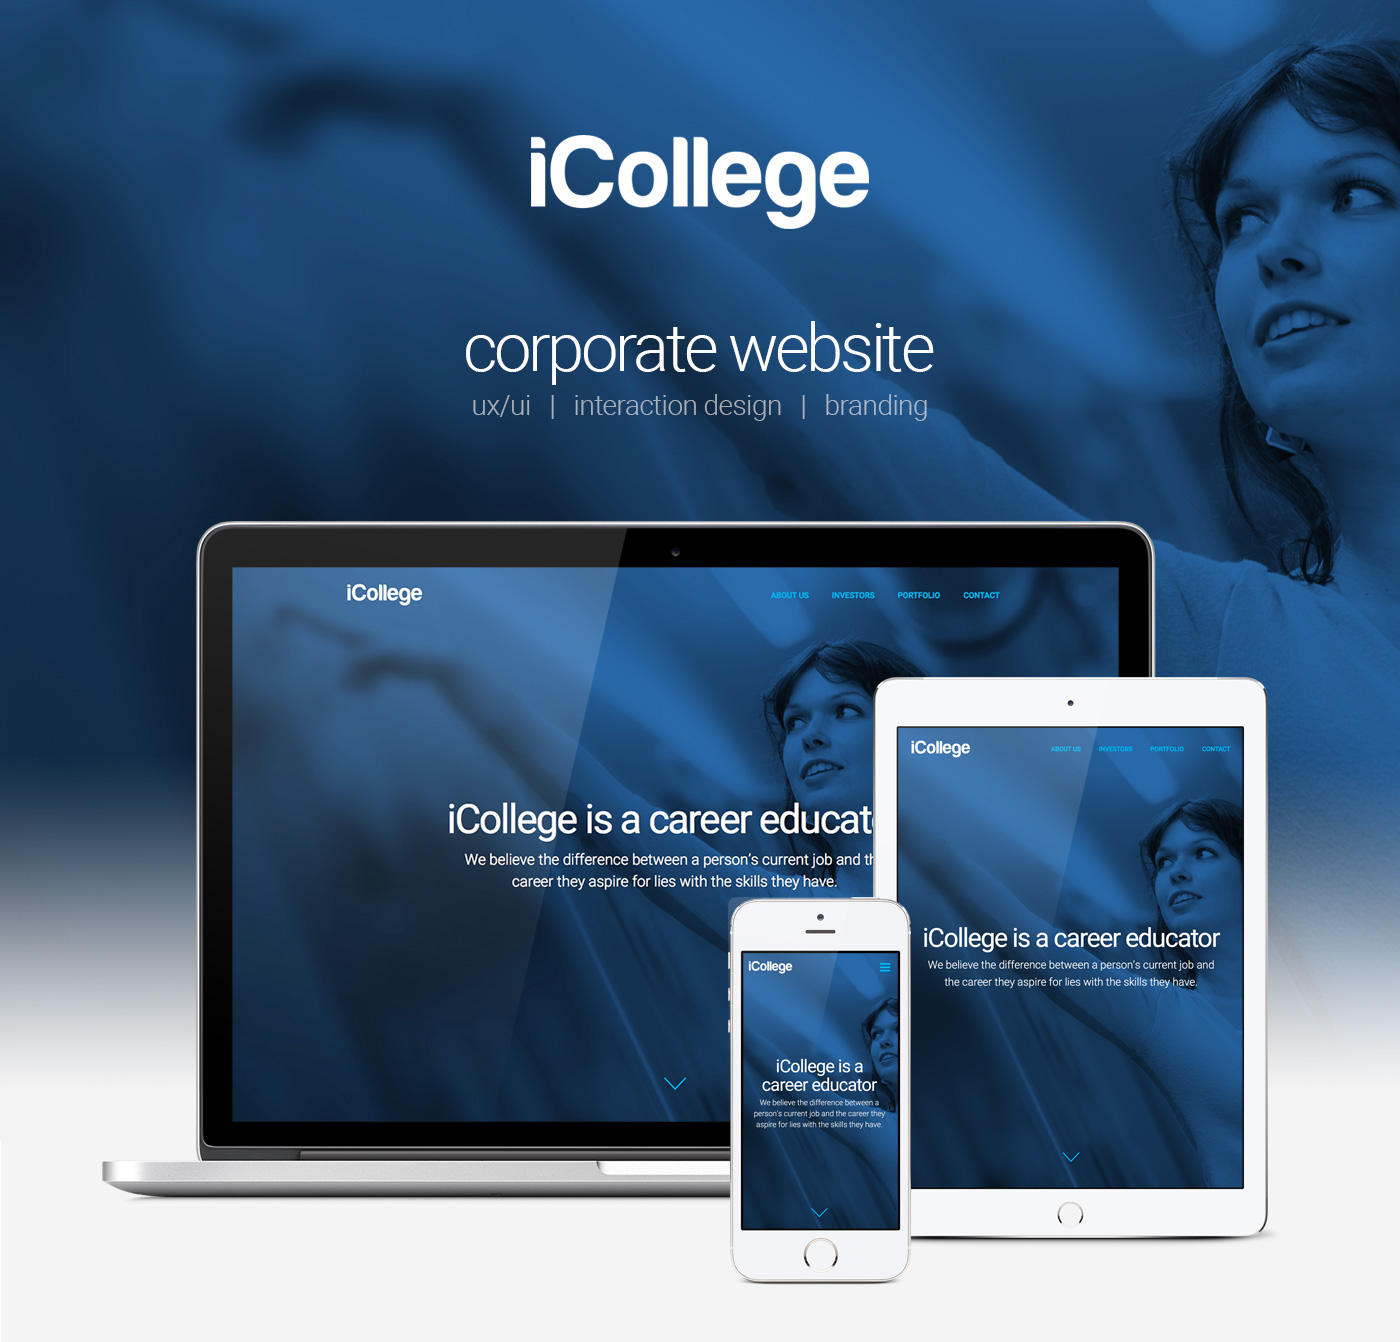 iCollege
corporate website
ux/ui | interaction design | branding
iCollege
ABOUT US INVESTORS PORTFOLIO CONTACT
iCollege is a career educat
We believe the difference between a person's current job and th
career they aspire for lies with the skills they have.
iCollege
ABOUT US INVESTORS PORTFOLIO CONTACT
iCollege is a career educator
We believe the difference between a person's current job and
the career they aspire for lies with the skills they have.
iCollege
iCollege is a
career educator
We believe the difference between a
person's current job and the career they
aspire for lies with the skills they have.